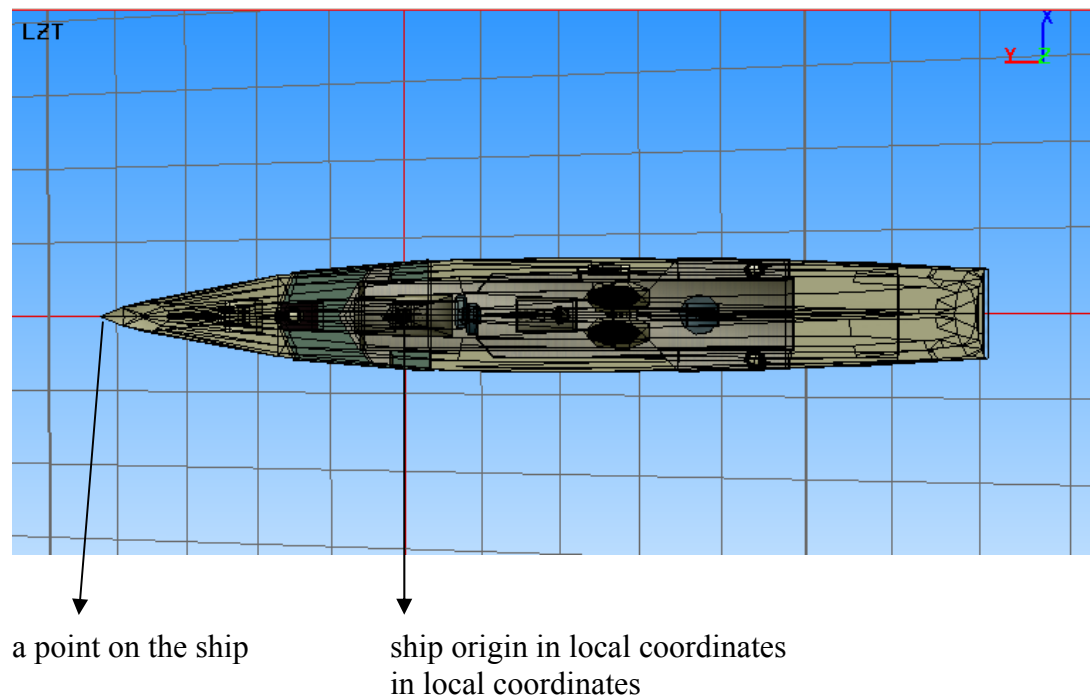 LZT
X
Y
Z
a point on the ship
ship origin in local coordinates
in local coordinates